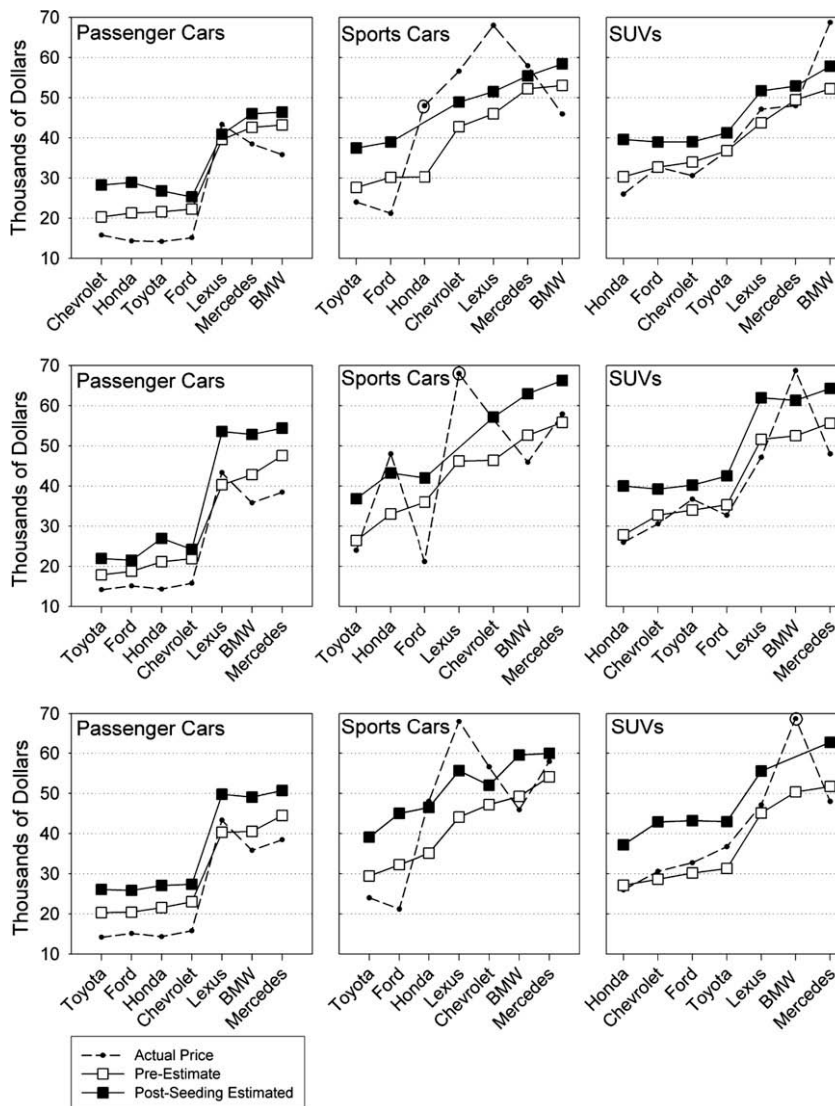 Passenger Cars
Sports Cars
SUVs
Thousands of Dollars
70
60
50
40
30
20
10
Chevrolet
Honda
Toyota
Ford
Lexus
Mercedes
BMW
Toyota
Ford
Honda
Chevrolet
Lexus
Mercedes
BMW
Honda
Ford
Chevrolet
Toyota
Lexus
Mercedes
BMW
Passenger Cars
Sports Cars
SUVs
Thousands of Dollars
70
60
50
40
30
20
10
Toyota
Ford
Honda
Chevrolet
Lexus
BMW
Mercedes
Toyota
Honda
Ford
Lexus
Chevrolet
BMW
Mercedes
Honda
Chevrolet
Toyota
Ford
Lexus
BMW
Mercedes
Passenger Cars
Sports Cars
SUVs
Thousands of Dollars
70
60
50
40
30
20
10
Toyota
Ford
Honda
Chevrolet
Lexus
BMW
Mercedes
Toyota
Ford
Honda
Lexus
Chevrolet
BMW
Mercedes
Honda
Chevrolet
Ford
Toyota
Lexus
BMW
Mercedes
Actual Price
Pre-Estimate
Post-Seeding Estimated